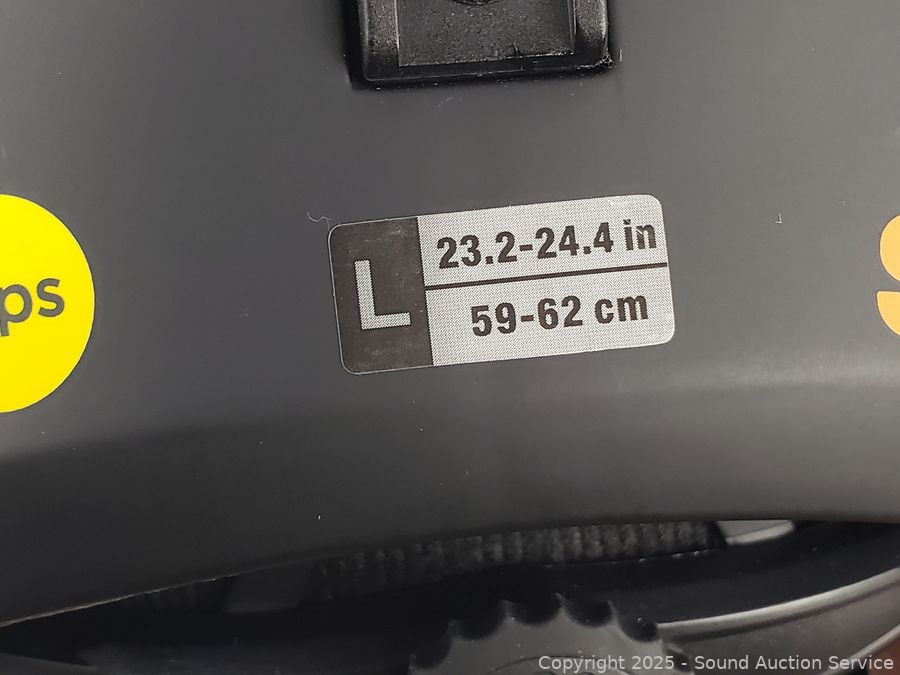 ps
L
23.2-24.4 in
59-62 cm
Copyright 2025 - Sound Auction Service